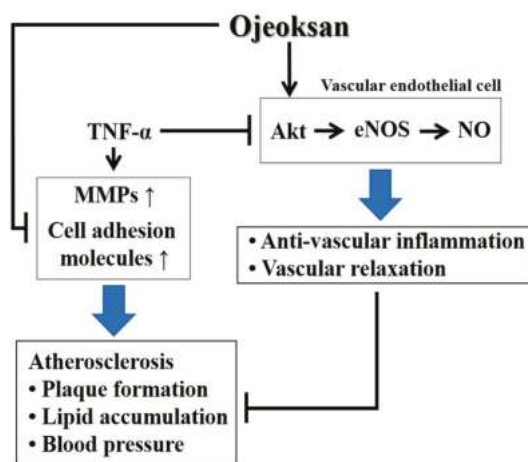 Ojeoksan
Vascular endothelial cell
TNF-α
Akt → eNOS → NO
MMPs ↑
Cell adhesion
molecules ↑
• Anti-vascular inflammation
• Vascular relaxation
Atherosclerosis
• Plaque formation
• Lipid accumulation
• Blood pressure